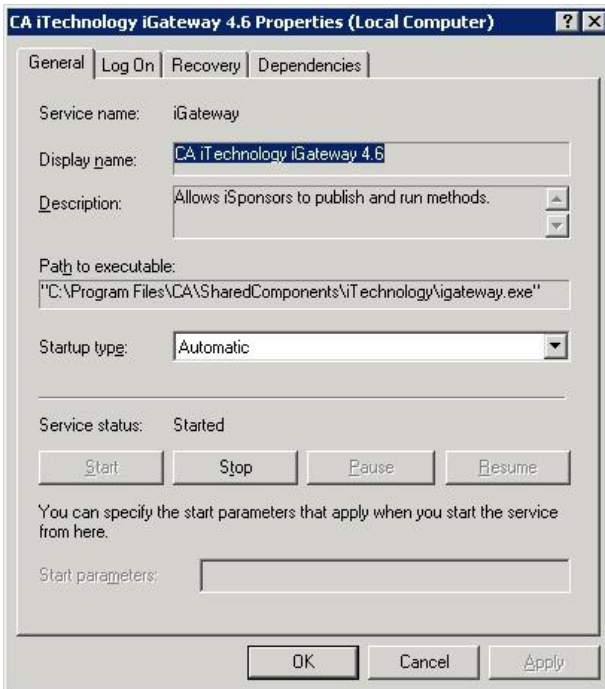 CA iTechnology iGateway 4.6 Properties (Local Computer)
General Log On Recovery Dependencies
Service name: iGateway
Display name: CA iTechnology iGateway 4.6
Description: Allows iSponsors to publish and run methods.
Path to executable:
"C:\Program Files\CA\SharedComponents\iTechnology\igateway.exe"
Startup type: Automatic
Service status: Started
Start Stop Pause Resume
You can specify the start parameters that apply when you start the service
from here.
Start parameters:
OK Cancel Apply